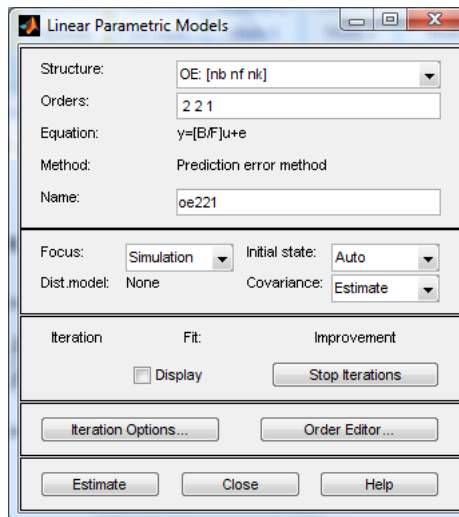 Linear Parametric Models
Structure: OE: [nb nf nk]
Orders: 2 2 1
Equation: y=[B/F]u+e
Method: Prediction error method
Name: oe221
Focus: Simulation Initial state: Auto
Dist.model: None Covariance: Estimate
Iteration Fit: Improvement
Display Stop Iterations
Iteration Options... Order Editor...
Estimate Close Help